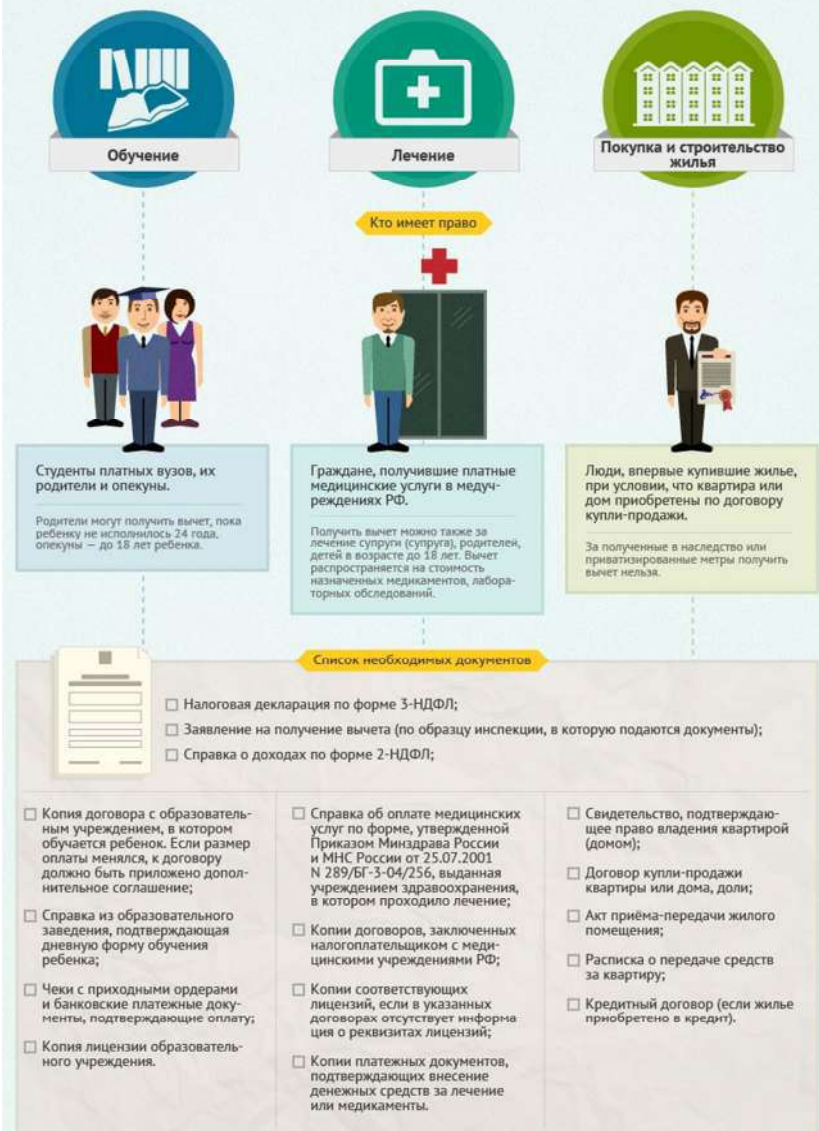 Обучение
Лечение
Покупка и строительство
жилья
Кто имеет право
Студенты платных вузов, их
родители и опекуны.
Родители могут получить вычет, пока
ребенку не исполнилось 24 года,
опекуны — до 18 лет ребенка.
Граждане, получившие платные
медицинские услуги в медуч-
реждениях РФ.
Получить вычет можно также за
лечение супруги (супруга), родителей,
детей в возрасте до 18 лет. Вычет
распространяется на стоимость
назначенных медикаментов, лабора-
торных обследований.
Люди, впервые купившие жилье,
при условии, что квартира или
дом приобретены по договору
купли-продажи.
За полученные в наследство или
приватизированные метры получить
вычет нельзя.
Список необходимых документов
Налоговая декларация по форме 3-НДФЛ;
Заявление на получение вычета (по образцу инспекции, в которую подаются документы);
Справка о доходах по форме 2-НДФЛ;
Копия договора с образователь-
ным учреждением, в котором
обучается ребенок. Если размер
оплаты менялся, к договору
должно быть приложено допол-
нительное соглашение;
Справка из образовательного
заведения, подтверждающая
дневную форму обучения
ребенка;
Чеки с приходными ордерами
и банковские платежные доку-
менты, подтверждающие оплату;
Копия лицензии образователь-
ного учреждения.
Справка об оплате медицинских
услуг по форме, утвержденной
Приказом Минздрава России
и МНС России от 25.07.2001
N 289/БГ-3-04/256, выданная
учреждением здравоохранения,
в котором проходило лечение;
Копии договоров, заключенных
налогоплательщиком с меди-
цинскими учреждениями РФ;
Копии соответствующих
лицензий, если в указанных
договорах отсутствует информа
ция о реквизитах лицензий;
Копии платежных документов,
подтверждающих внесение
денежных средств за лечение
или медикаменты.
Свидетельство, подтверждаю-
щее право владения квартирой
(домом);
Договор купли-продажи
квартиры или дома, доли;
Акт приёма-передачи жилого
помещения;
Расписка о передаче средств
за квартиру;
Кредитный договор (если жилье
приобретено в кредит).